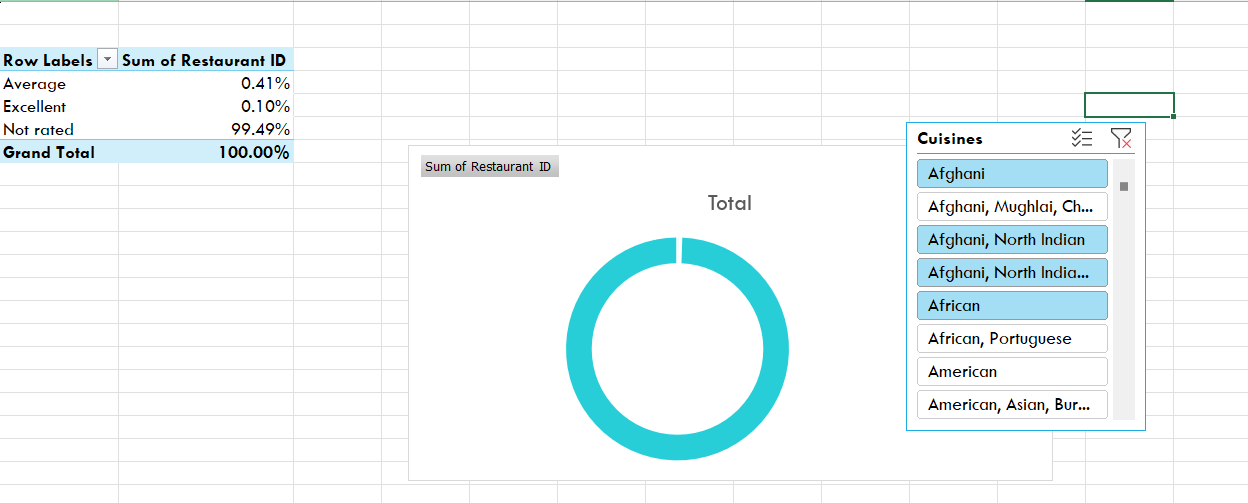 Row Labels Sum of Restaurant ID
Average 0.41%
Excellent 0.10%
Not rated 99.49%
Grand Total 100.00%
Sum of Restaurant ID
Total
Cuisines
Afghani
Afghani, Mughlai, Ch...
Afghani, North Indian
Afghani, North India...
African
African, Portuguese
American
American, Asian, Bur...